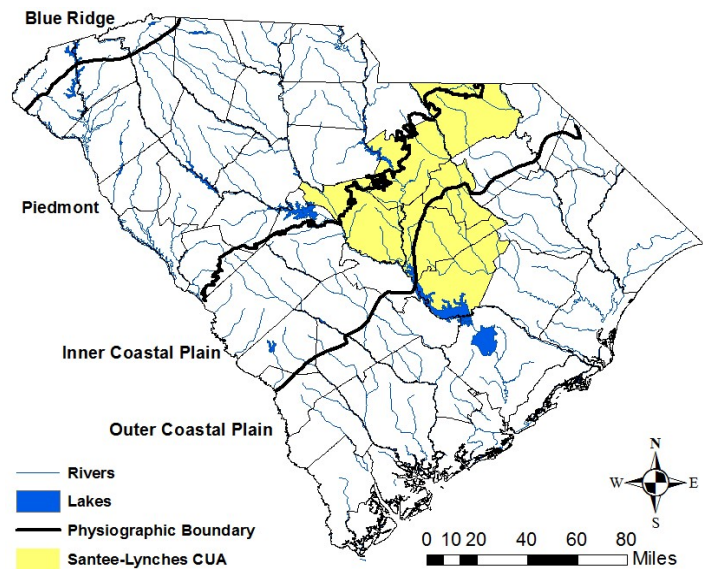 Blue Ridge
Piedmont
Inner Coastal Plain
Outer Coastal Plain
Rivers
Lakes
Physiographic Boundary
Santee-Lynches CUA
N
W E
S
0 10 20 40 60 80
Miles